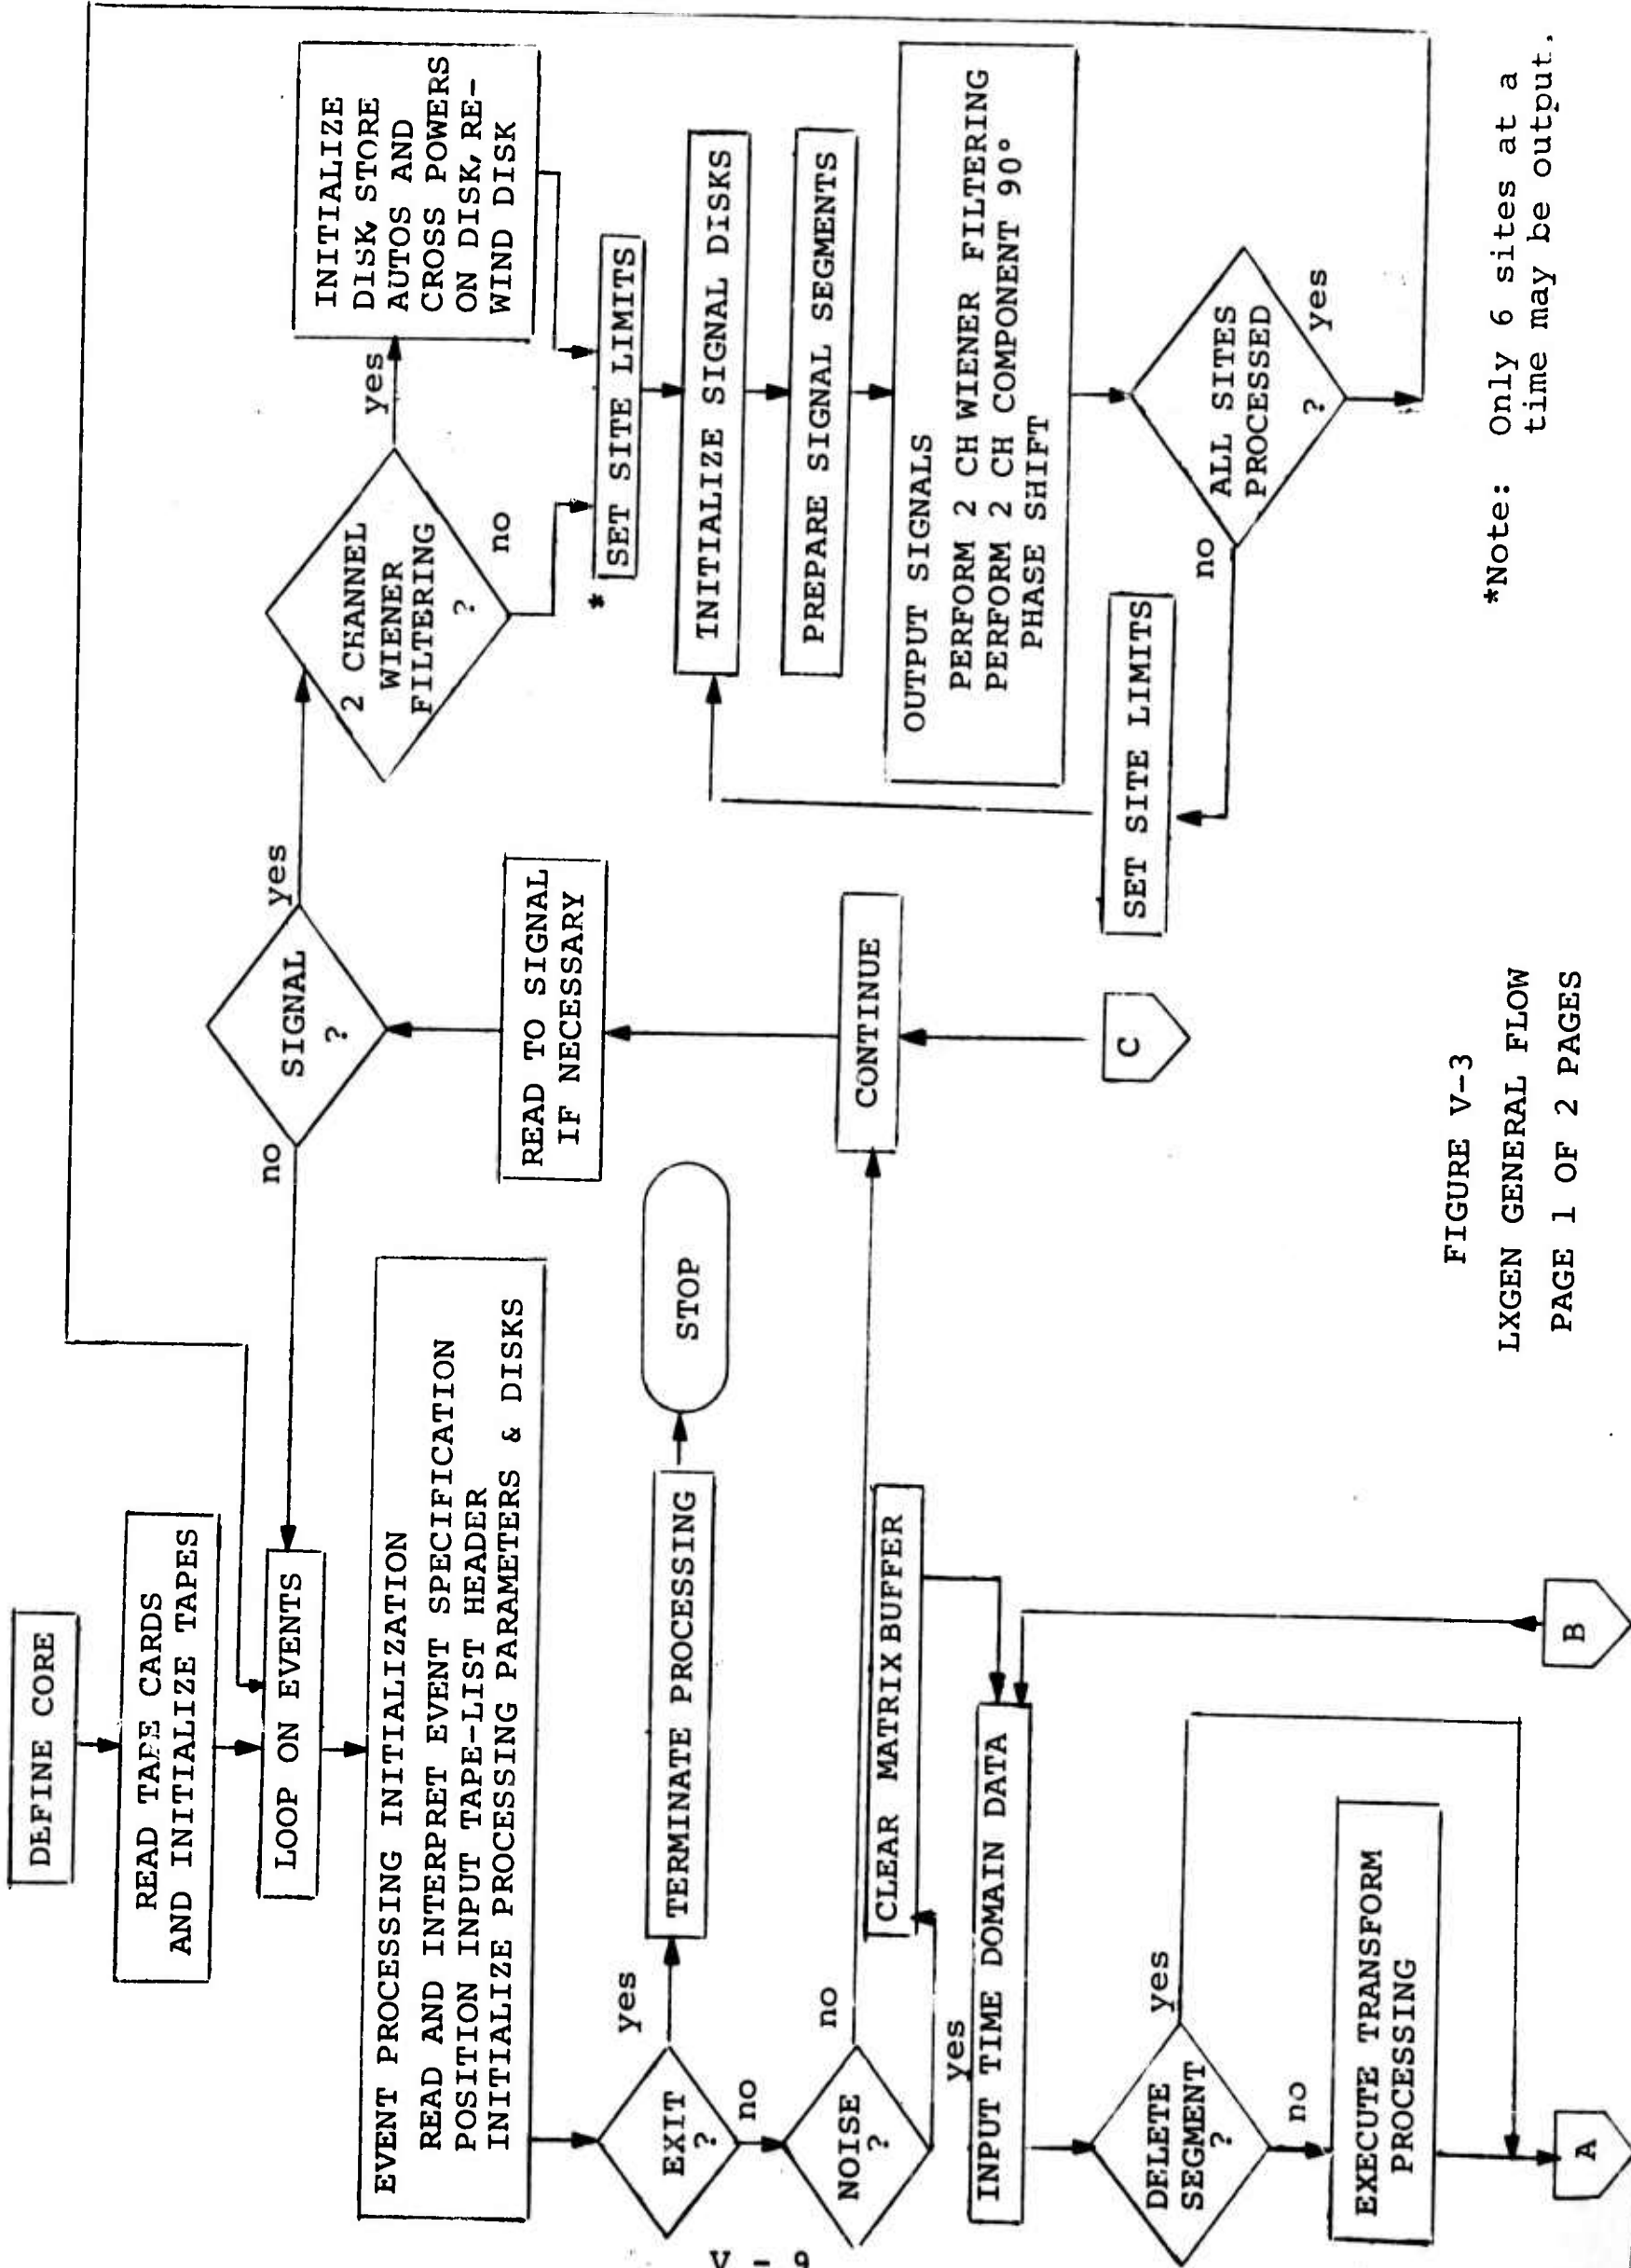 DEFINE CORE
READ TAPE CARDS
AND INITIALIZE TAPES
LOOP ON EVENTS
EVENT PROCESSING INITIALIZATION
READ AND INTERPRET EVENT SPECIFICATION
POSITION INPUT TAPE-LIST HEADER
INITIALIZE PROCESSING PARAMETERS & DISKS
EXIT
?
yes
no
TERMINATE PROCESSING
STOP
NOISE
?
no
yes
CLEAR MATRIX BUFFER
INPUT TIME DOMAIN DATA
DELETE
SEGMENT
?
yes
no
EXECUTE TRANSFORM
PROCESSING
A
B
SIGNAL
?
no
yes
READ TO SIGNAL
IF NECESSARY
CONTINUE
C
2 CHANNEL
WIENER
FILTERING
?
yes
no
INITIALIZE
DISK, STORE
AUTOS AND
CROSS POWERS
ON DISK, RE-
WIND DISK
* SET SITE LIMITS
INITIALIZE SIGNAL DISKS
PREPARE SIGNAL SEGMENTS
OUTPUT SIGNALS
PERFORM 2 CH WIENER FILTERING
PERFORM 2 CH COMPONENT 90°
PHASE SHIFT
ALL SITES
PROCESSED
?
no
yes
SET SITE LIMITS
*Note: Only 6 sites at a
time may be output.
FIGURE V-3
LXGEN GENERAL FLOW
PAGE 1 OF 2 PAGES
V - 9